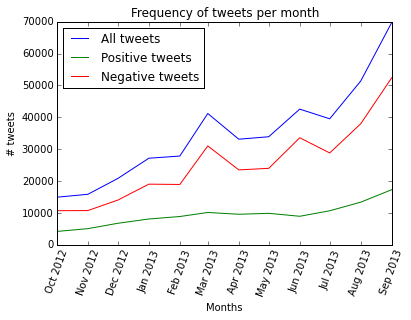 Frequency of tweets per month
70000
60000
50000
40000
30000
20000
10000
0
# tweets
All tweets
Positive tweets
Negative tweets
Oct 2012
Nov 2012
Dec 2012
Jan 2013
Feb 2013
Mar 2013
Apr 2013
May 2013
Jun 2013
Jul 2013
Aug 2013
Sep 2013
Months